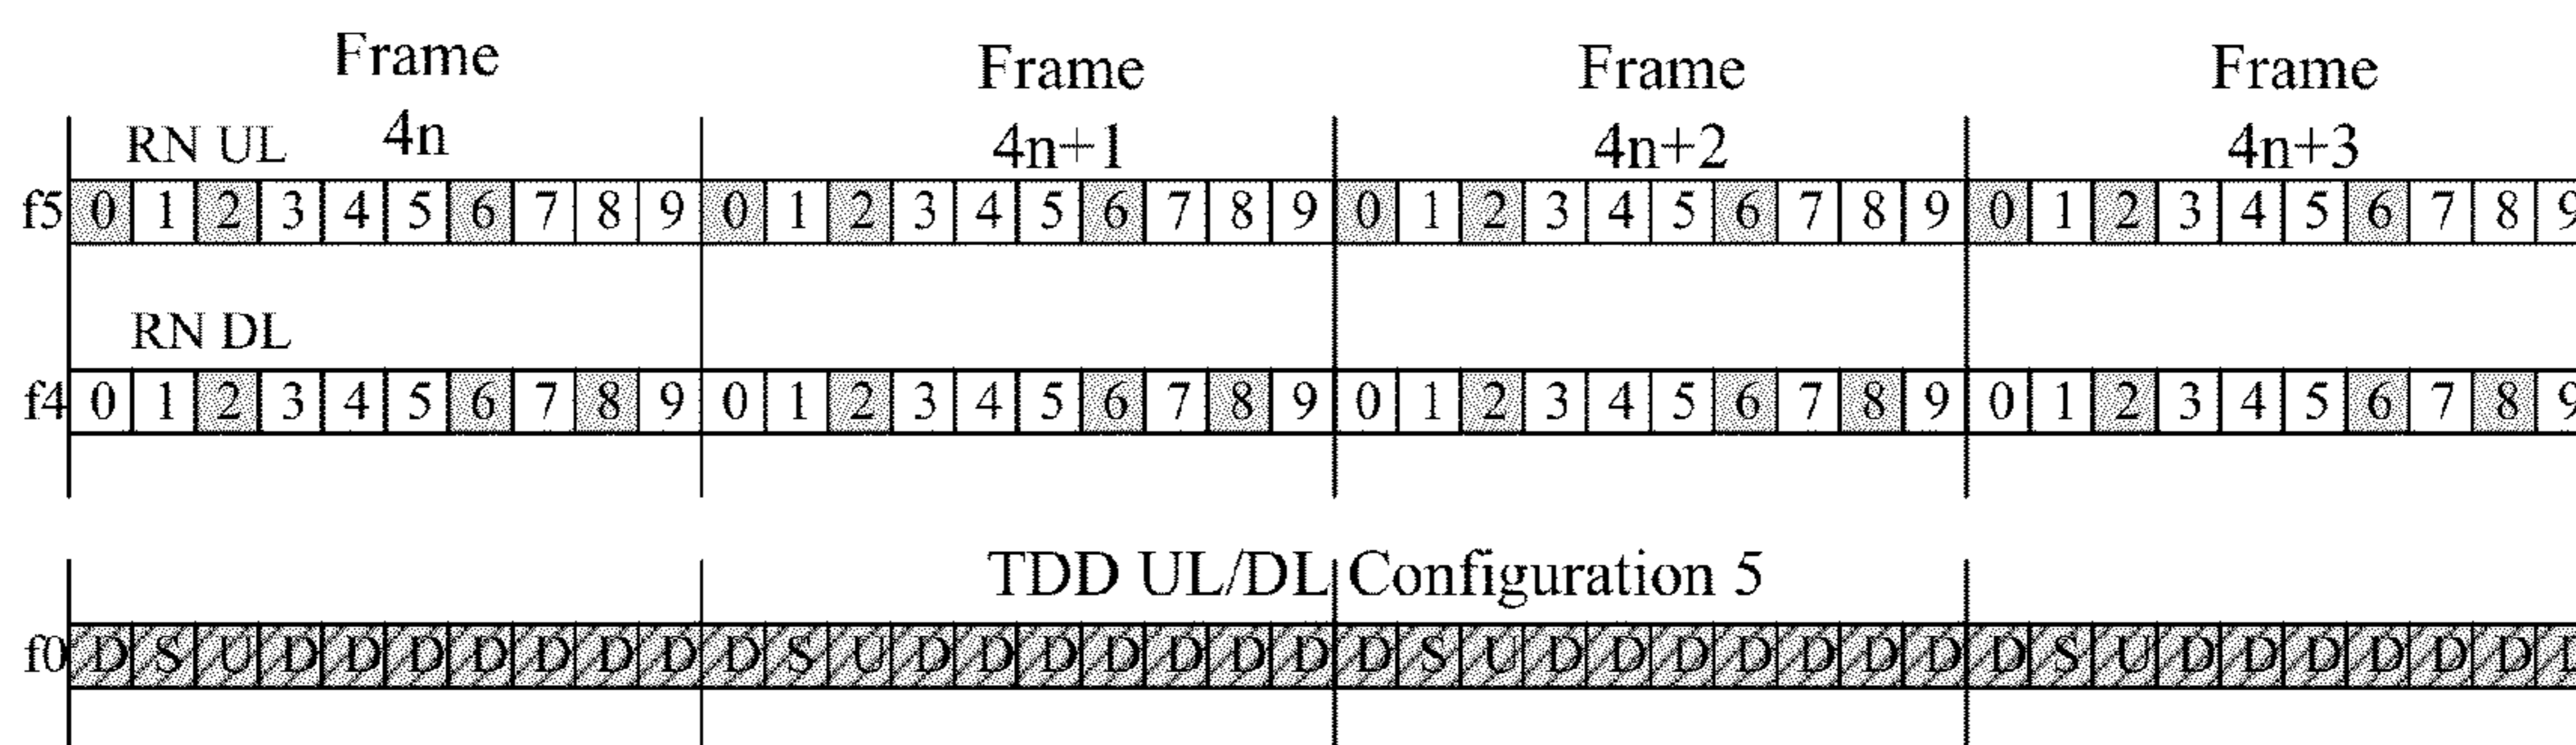 Frame Frame Frame Frame
RN UL 4n 4n+1 4n+2 4n+3
f5 0 1 2 3 4 5 6 7 8 9 0 1 2 3 4 5 6 7 8 9 0 1 2 3 4 5 6 7 8 9 0 1 2 3 4 5 6 7 8 9
RN DL
f4 0 1 2 3 4 5 6 7 8 9 0 1 2 3 4 5 6 7 8 9 0 1 2 3 4 5 6 7 8 9 0 1 2 3 4 5 6 7 8 9
TDD UL/DL Configuration 5
f0 D S U D D D D D D D D S U D D D D D D D D S U D D D D D D D D S U D D D D D D